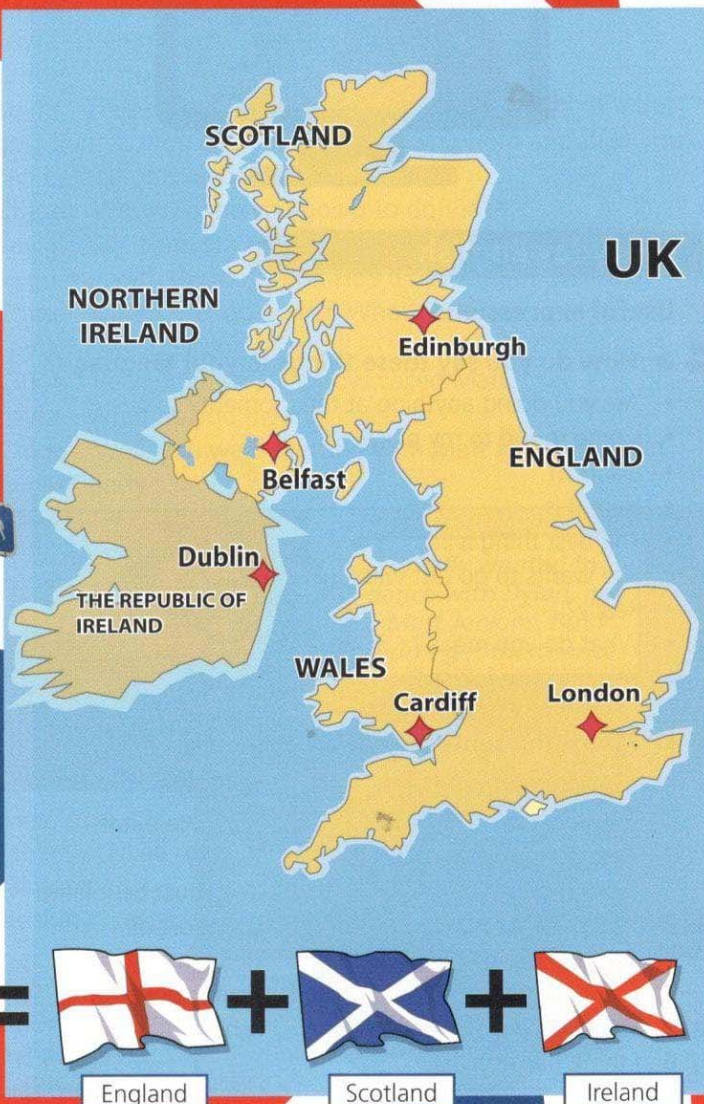 SCOTLAND
UK
NORTHERN
IRELAND
Edinburgh
ENGLAND
Belfast
Dublin
THE REPUBLIC OF
IRELAND
WALES
Cardiff
London
= + +
England
Scotland
Ireland